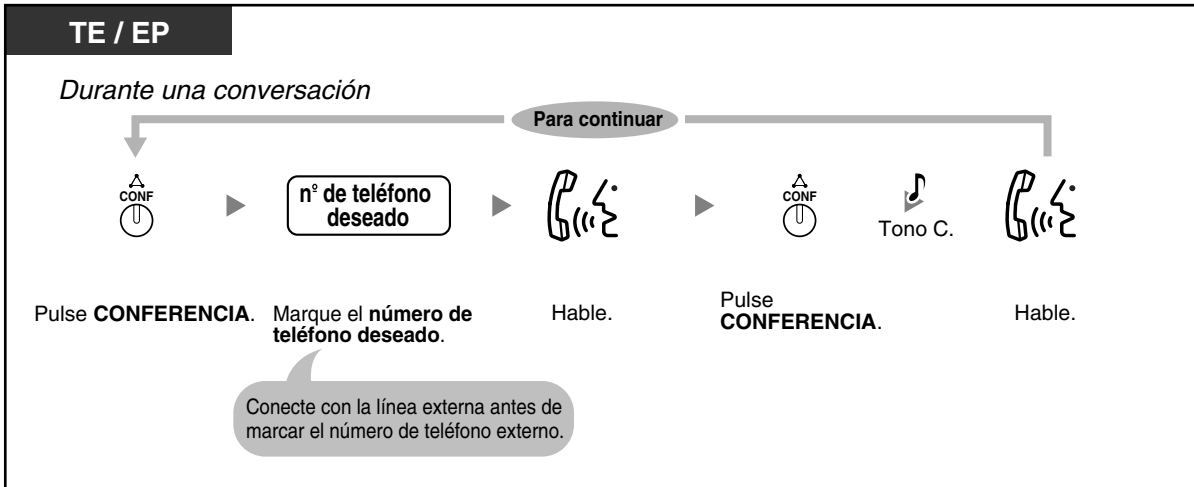 TE / EP
Durante una conversación
Para continuar
CONF
nº de teléfono
deseado
CONF
Tono C.
Pulse CONFERENCIA.
Marque el número de
teléfono deseado.
Hable.
Pulse
CONFERENCIA.
Hable.
Conecte con la línea externa antes de
marcar el número de teléfono externo.